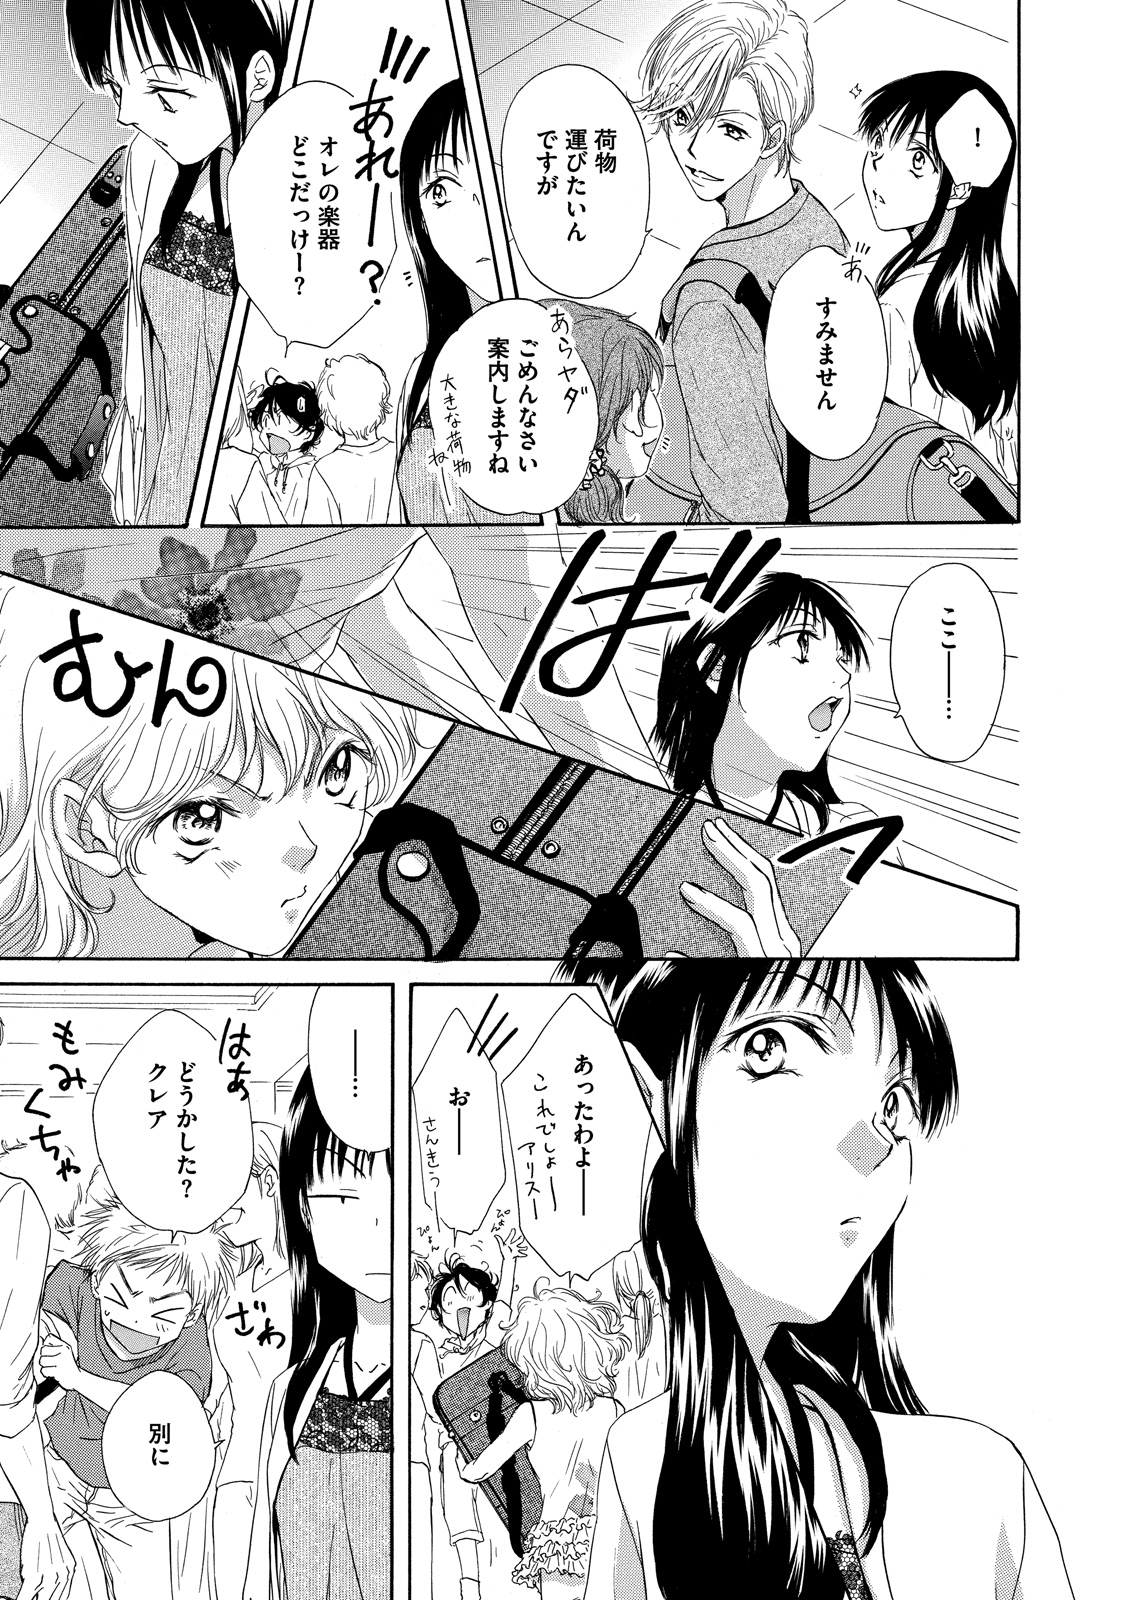 !
あ、
すみません
荷物
運びたいん
ですが
あらヤダ
ごめんなさい
案内しますね
大きな荷物
ね
あれー?
オレの楽器
どこだっけー?
ここ――……
ばっ
むん
あったわよ――
これでしょ――
アリスー
おー――
さんきうー
ぴょん
ぴょん
――…
はぁ
どうかした?
クレア
もみ
くちゃ
ざわ
別に